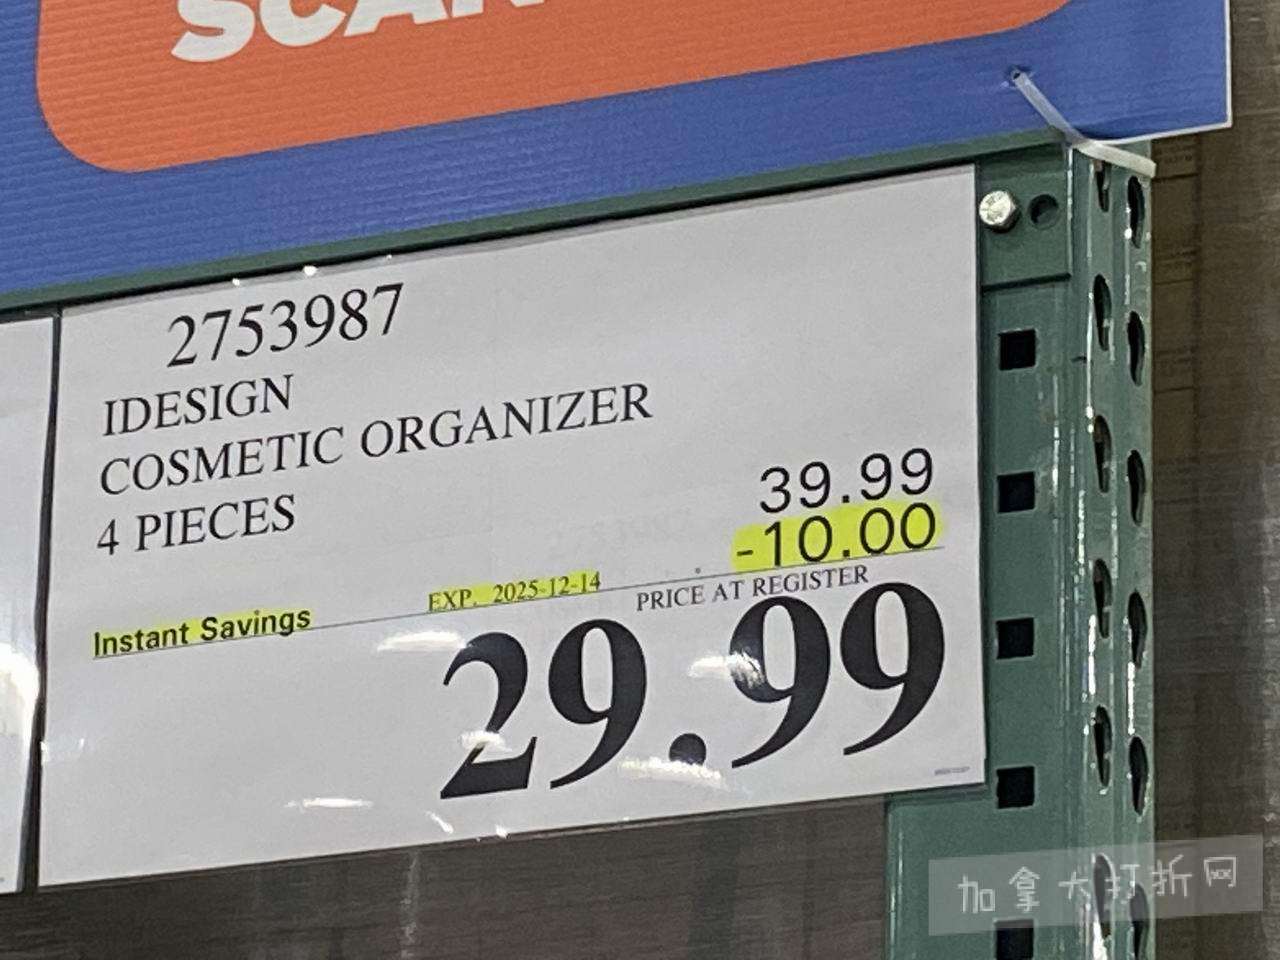 SCAN
2753987
IDESIGN
COSMETIC ORGANIZER
4 PIECES
39.99
-10.00
Instant Savings
EXP. 2025-12-14
PRICE AT REGISTER
29.99
加拿大打折网